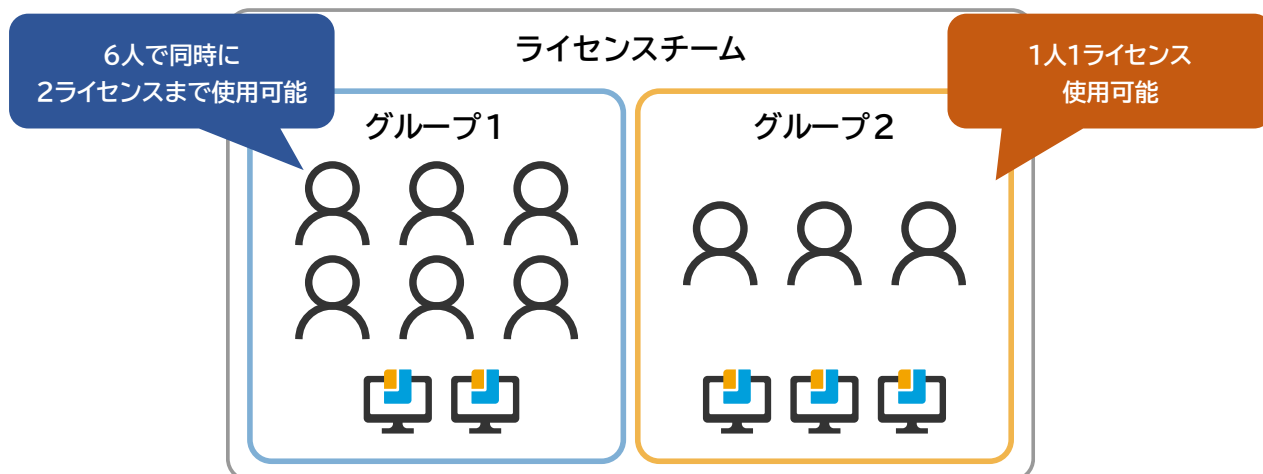 ライセンスチーム
6人で同時に
2ライセンスまで使用可能
1人1ライセンス
使用可能
グループ1
グループ2